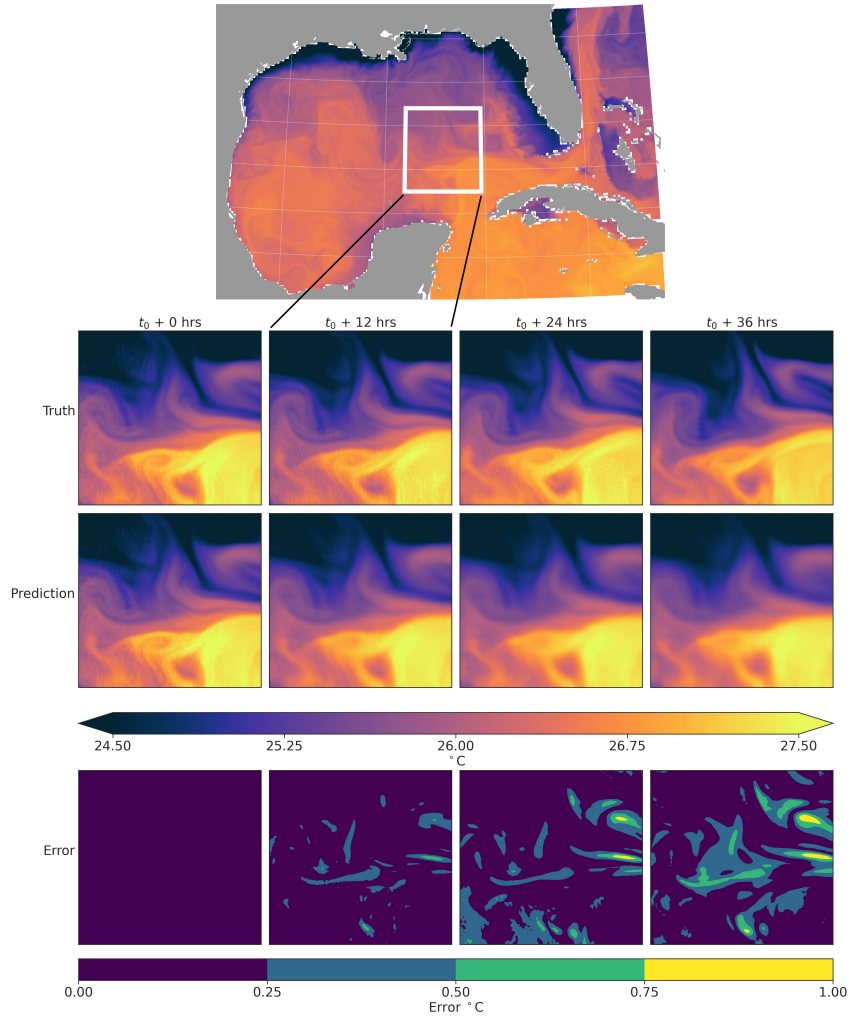 t₀ + 0 hrs t₀ + 12 hrs t₀ + 24 hrs t₀ + 36 hrs
Truth
Prediction
24.50 25.25 26.00 26.75 27.50
°C
Error
0.00 0.25 0.50 0.75 1.00
Error °C